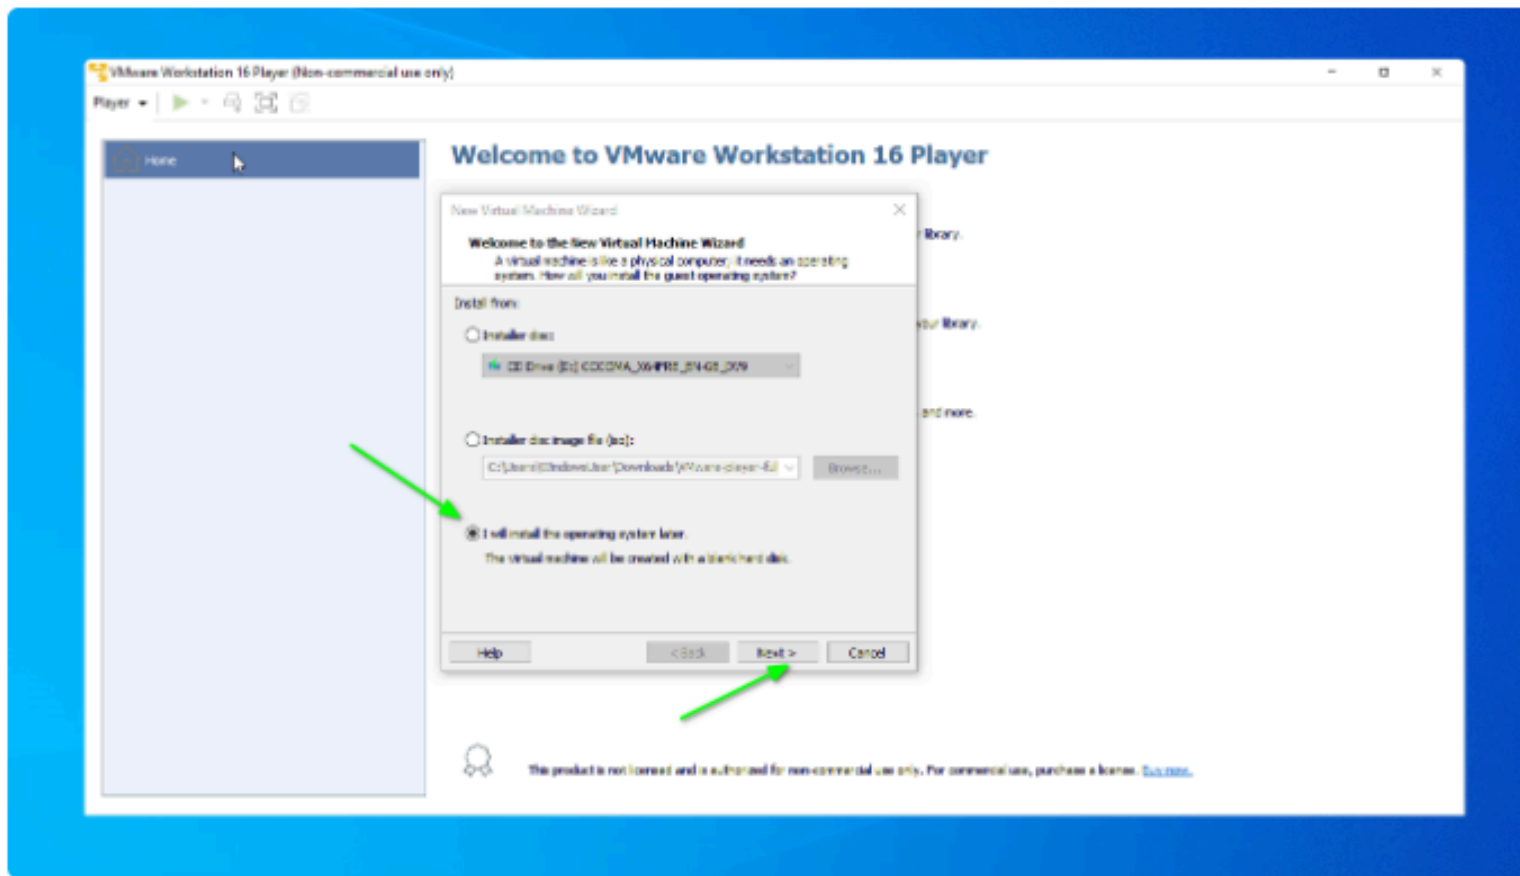 VMware Workstation 16 Player (Non-commercial use only)
Player
Home
Welcome to VMware Workstation 16 Player
New Virtual Machine Wizard
Welcome to the New Virtual Machine Wizard
A virtual machine is like a physical computer; it needs an operating
system. How will you install the guest operating system?
library.
Install from:
Installer disc:
your library.
CD Drive (D:)
and more.
Installer disc image file (iso):
Browse...
I will install the operating system later.
The virtual machine will be created with a blank hard disk.
Help
< Back
Next >
Cancel
This product is not licensed and is authorized for non-commercial use only. For commercial use, purchase a license. Buy now.